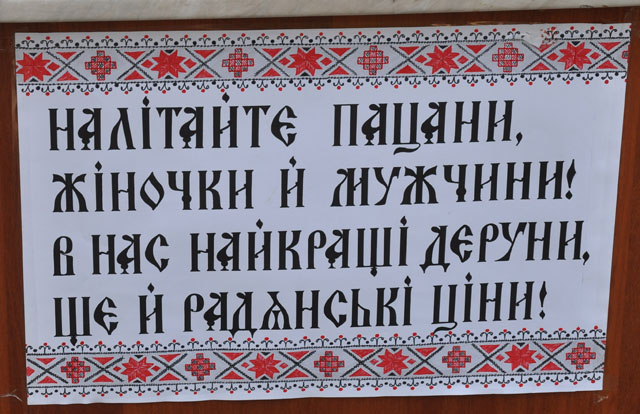 НАЛІТАЙТЕ ПАЦАНИ,
ЖІНОЧКИ Й МУЖЧИНИ!
В НАС НАЙКРАЩІ ДЕРУНИ,
ЩЕ Й РАДЯНСЬКІ ЦІНИ!